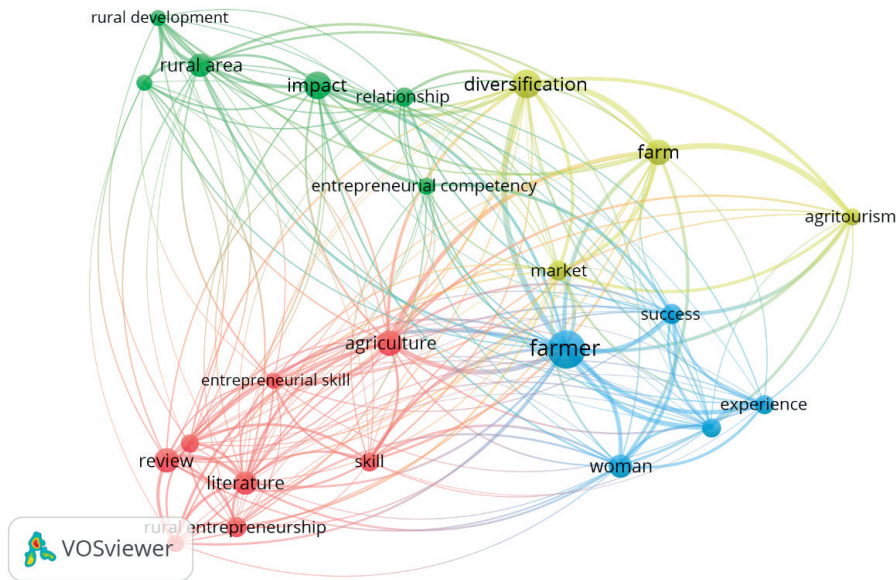 rural development
rural area
impact
diversification
relationship
farm
entrepreneurial competency
agritourism
market
success
agriculture
farmer
entrepreneurial skill
experience
review
skill
woman
literature
rural entrepreneurship
VOSviewer